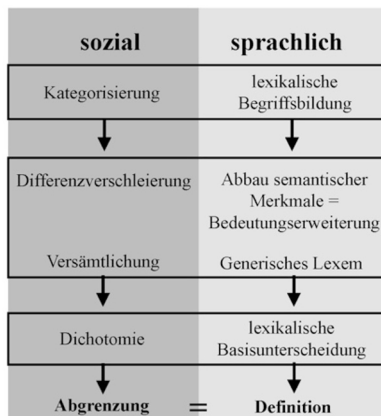 sozial sprachlich
Kategorisierung
lexikalische
Begriffsbildung
Differenzverschleierung
Abbau semantischer
Merkmale =
Bedeutungserweiterung
Versämtlichung
Generisches Lexem
Dichotomie
lexikalische
Basisunterscheidung
Abgrenzung = Definition